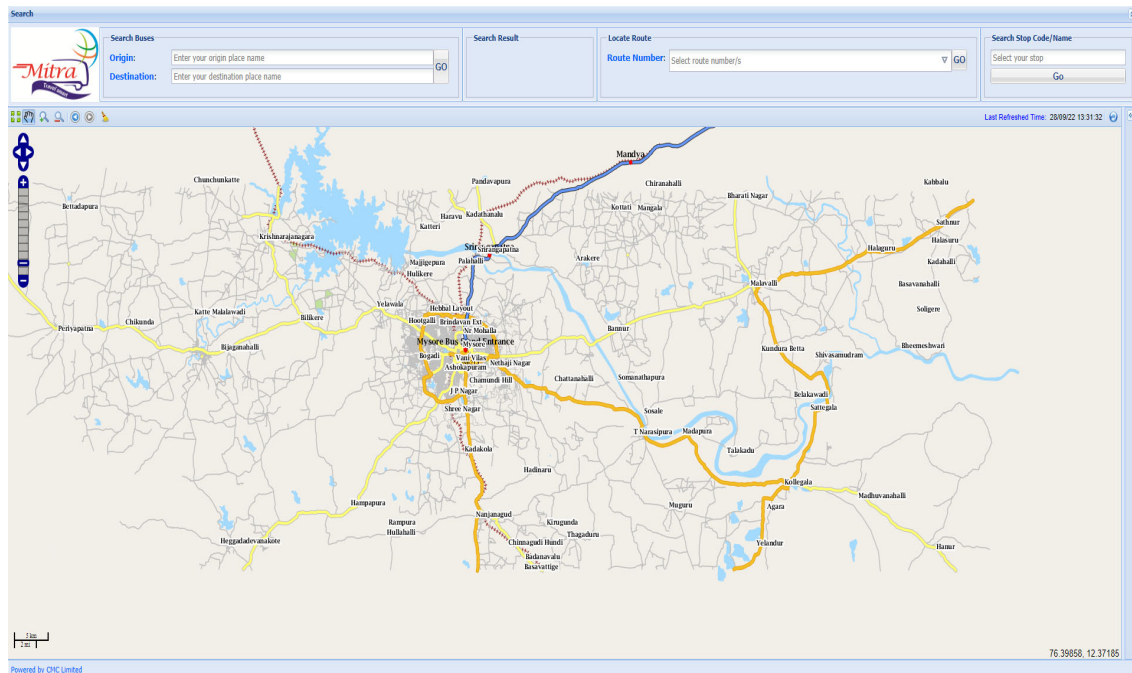 Search
Mitra
Travel smart
Search Buses
Origin:
Enter your origin place name
Destination:
Enter your destination place name
GO
Search Result
Locate Route
Route Number:
Select route number/s
GO
Search Stop Code/Name
Select your stop
Go
Last Refreshed Time: 28/09/22 13:31:32
Mandya
Chunchunkatte
Pandavapura
Chiranahalli
Kabbalu
Bharati Nagar
Bettadapura
Kottati
Mangala
Haravu
Kadathanalu
Katteri
Sathnur
Krishnarajanagara
Halaguru
Halasuru
Srirangapatna
Majjigepura
Palahalli
Arakere
Kadahalli
Hulikere
Malavalli
Basavanahalli
Yelawala
Hebbal Layout
Katte Malalawadi
Soligere
Bilikere
Chikunda
Periyapatna
Hootgalli
Brindavan Ext
Nr Mohalla
Bannur
Bijaganahalli
Mysore Bus
Entrance
Mysore
Kundura Betta
Bheemeshwari
Bogadi
Vani Vilas
Nethaji Nagar
Shivasamudram
Ashokapuram
Chamundi Hill
Chattanahalli
Somanathapura
J P Nagar
Belakawadi
Shree Nagar
Sosale
Sattegala
T Narasipura
Madapura
Kadakola
Talakadu
Hadinaru
Kollegala
Madhuvanahalli
Hampapura
Muguru
Agara
Nanjanagud
Rampura
Kirugunda
Hullahalli
Thagaduru
Heggadadevanakote
Chinnagudi Hundi
Yelandur
Hanur
Badanavalu
Basavattige
5 km
2 mi
76.39858, 12.37185
Powered by CMC Limited